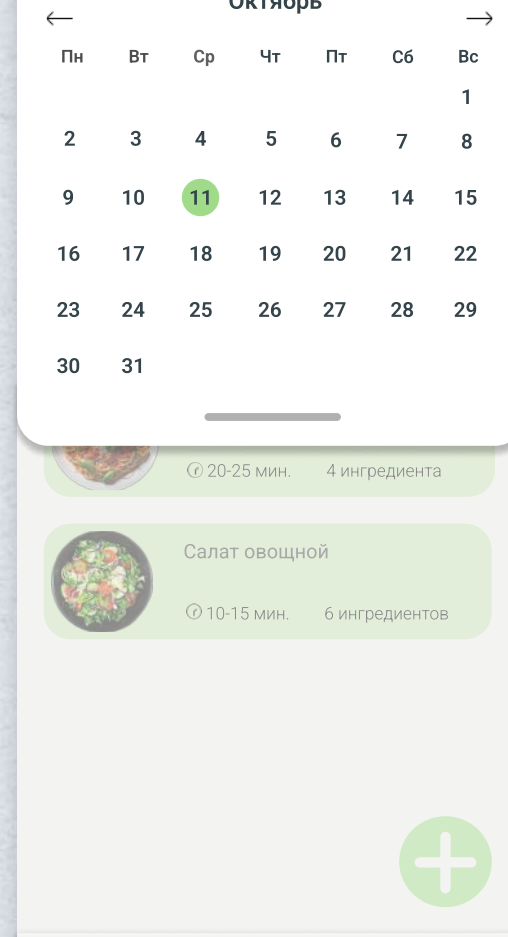 Октябрь
Пн Вт Ср Чт Пт Сб Вс
1
2 3 4 5 6 7 8
9 10 11 12 13 14 15
16 17 18 19 20 21 22
23 24 25 26 27 28 29
30 31
20-25 мин. 4 ингредиента
Салат овощной
10-15 мин. 6 ингредиентов